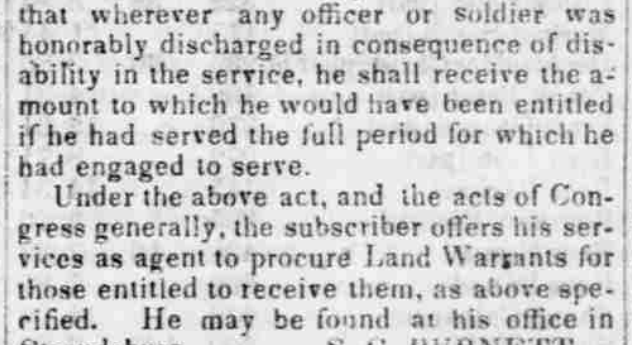 that wherever any officer or soldier was
honorably discharged in consequence of dis-
ability in the service, he shall receive the a-
mount to which he would have been entitled
if he had served the full period for which he
had engaged to serve.
Under the above act, and the acts of Con-
gress generally, the subscriber offers his ser-
vices as agent to procure Land Warrants for
those entitled to receive them, as above spe-
rified. He may be found at his office in